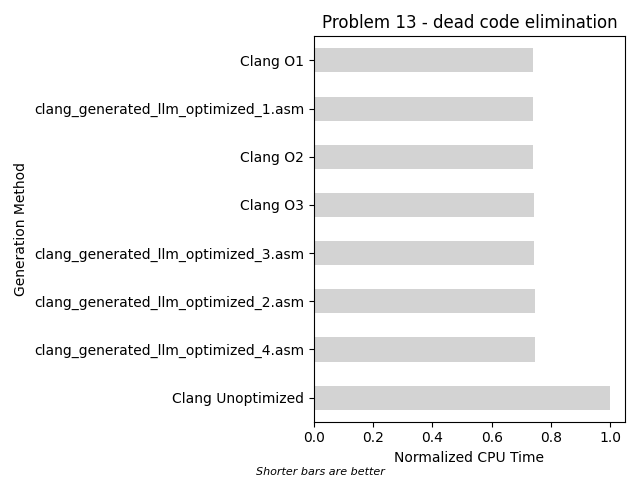 Problem 13 - dead code elimination
Generation Method
Clang O1
clang_generated_llm_optimized_1.asm
Clang O2
Clang O3
clang_generated_llm_optimized_3.asm
clang_generated_llm_optimized_2.asm
clang_generated_llm_optimized_4.asm
Clang Unoptimized
0.0 0.2 0.4 0.6 0.8 1.0
Normalized CPU Time
Shorter bars are better